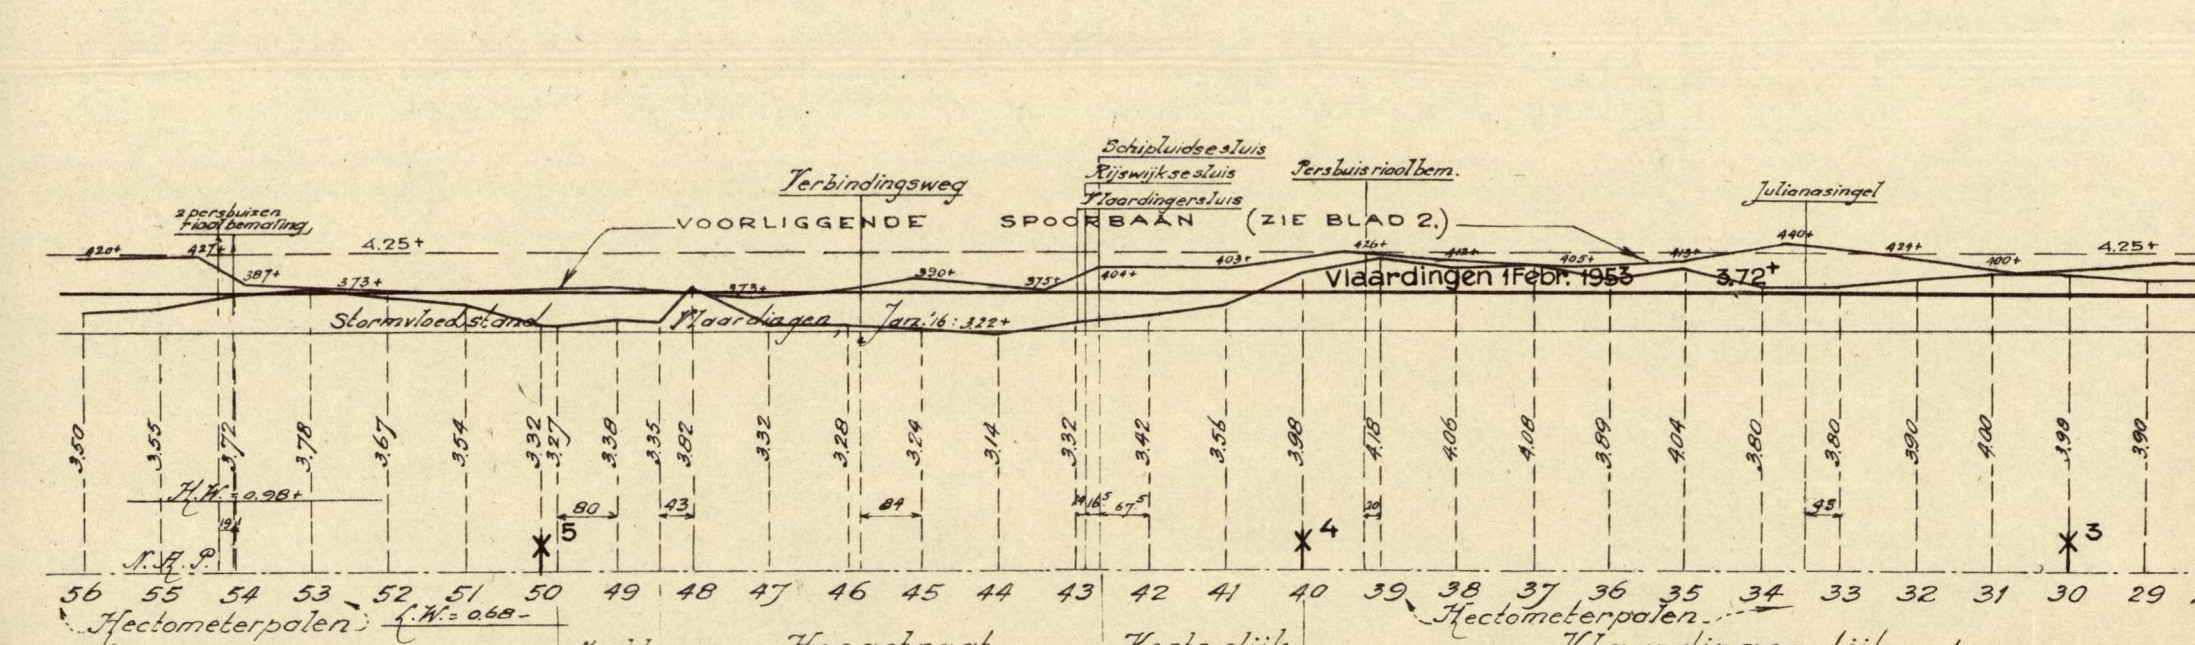 Schipluidsesluis
Rijswijksesluis
Vlaardingersluis
Persbuis rioolbem.
Verbindingsweg
Julianasingel
2 persbuizen
rioolbemaling,
VOORLIGGENDE SPOORBAAN (ZIE BLAD 2.)
420+ 427+ 4.25+ 426+ 412+ 405+ 413+ 440+ 424+ 4.25+
387+ 373+ 373+ 390+ 375+ 404+ 403+ 400+
Vlaardingen 1 Febr. 1953 3.72+
Stormvloedstand Vlaardingen, Jan. '16: 3.22+
3.50 3.55 3.72 3.78 3.67 3.54 3.32 3.27 3.38 3.35 3.82 3.32 3.28 3.24 3.14 3.32 3.42 3.56 3.98 4.18 4.06 4.08 3.89 4.04 3.80 3.80 3.90 4.00 3.98 3.90
H.W. = 0.98+
19 80 43 84 16⁵ 67⁵ 20 45
5 4 3
N.A.P.
56 55 54 53 52 51 50 49 48 47 46 45 44 43 42 41 40 39 38 37 36 35 34 33 32 31 30 29
Hectometerpalen L.W. = 0.68- Hectometerpalen